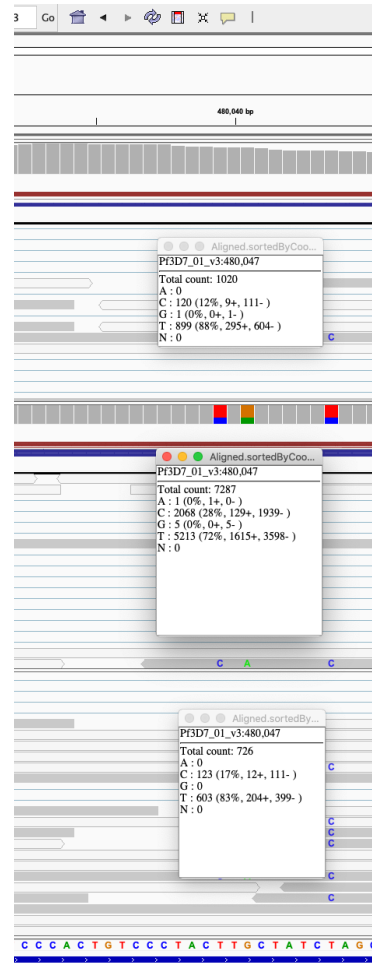 3 Go
480,040 bp
Aligned.sortedByCoo...
Pf3D7_01_v3:480,047
Total count: 1020
A : 0
C : 120 (12%, 9+, 111- )
G : 1 (0%, 0+, 1- )
T : 899 (88%, 295+, 604- )
N : 0
C
Aligned.sortedByCoo...
Pf3D7_01_v3:480,047
Total count: 7287
A : 1 (0%, 1+, 0- )
C : 2068 (28%, 129+, 1939- )
G : 5 (0%, 0+, 5- )
T : 5213 (72%, 1615+, 3598- )
N : 0
C A C
Aligned.sortedBy...
Pf3D7_01_v3:480,047
Total count: 726
A : 0
C : 123 (17%, 12+, 111- )
G : 0
T : 603 (83%, 204+, 399- )
N : 0
C
C
C
C
C
C
C C C A C T G T C C C T A C T T G C T A T C T A G C